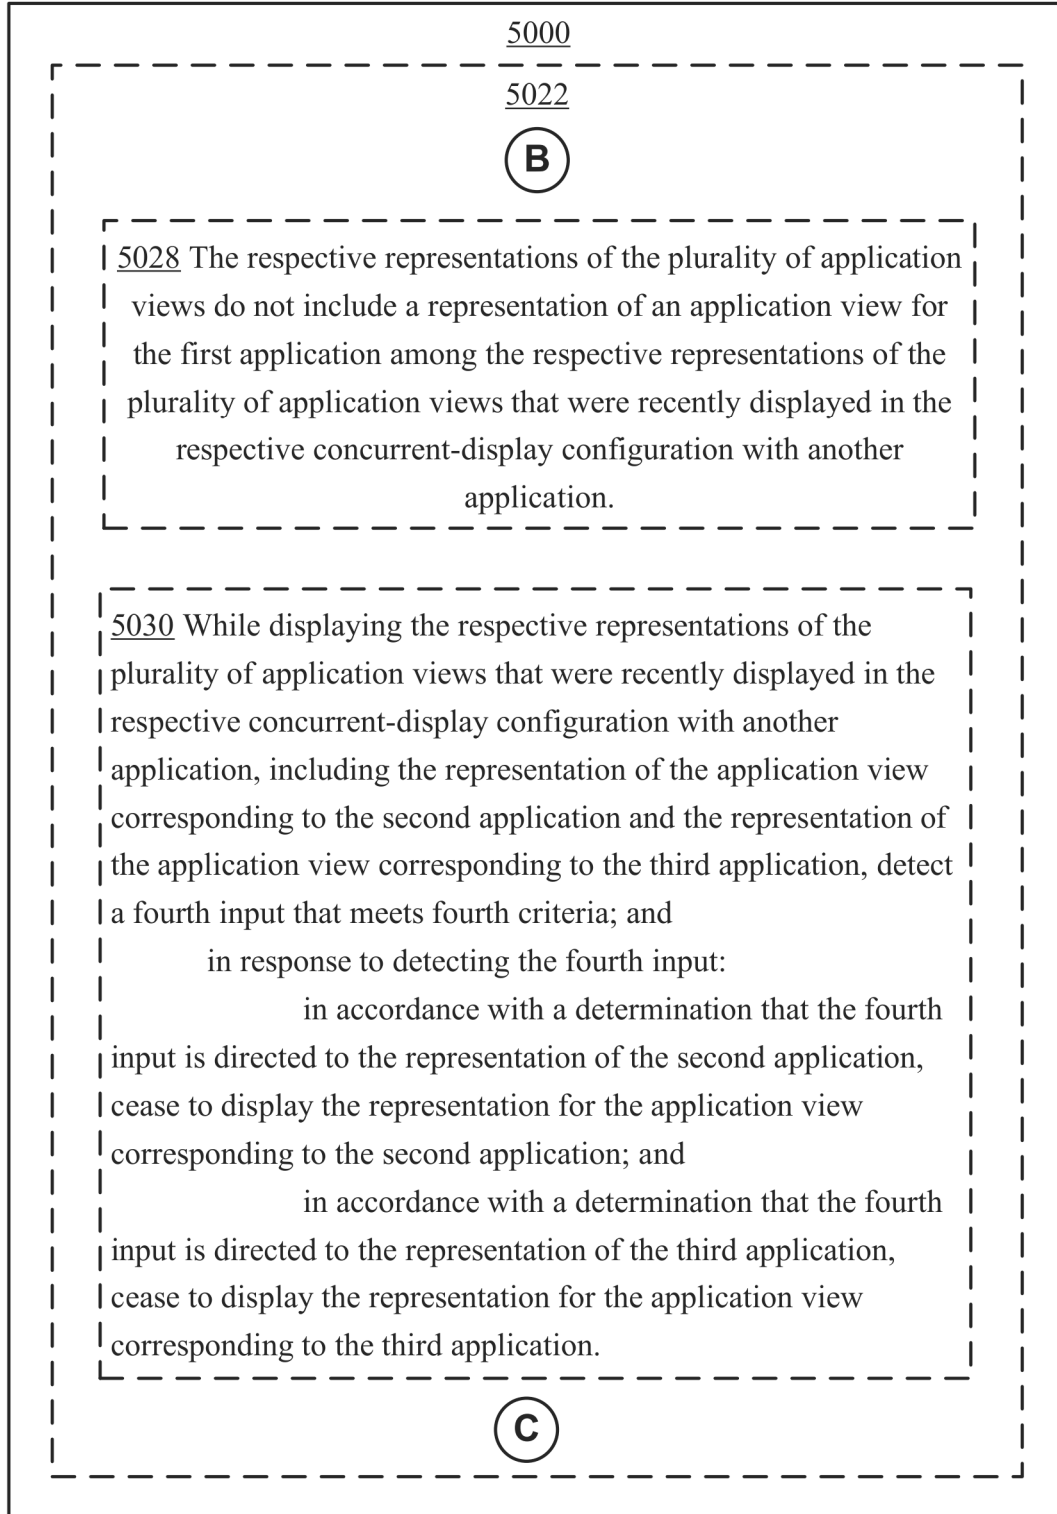 5000
5022
B
5028 The respective representations of the plurality of application
views do not include a representation of an application view for
the first application among the respective representations of the
plurality of application views that were recently displayed in the
respective concurrent-display configuration with another
application.
5030 While displaying the respective representations of the
plurality of application views that were recently displayed in the
respective concurrent-display configuration with another
application, including the representation of the application view
corresponding to the second application and the representation of
the application view corresponding to the third application, detect
a fourth input that meets fourth criteria; and
in response to detecting the fourth input:
in accordance with a determination that the fourth
input is directed to the representation of the second application,
cease to display the representation for the application view
corresponding to the second application; and
in accordance with a determination that the fourth
input is directed to the representation of the third application,
cease to display the representation for the application view
corresponding to the third application.
C